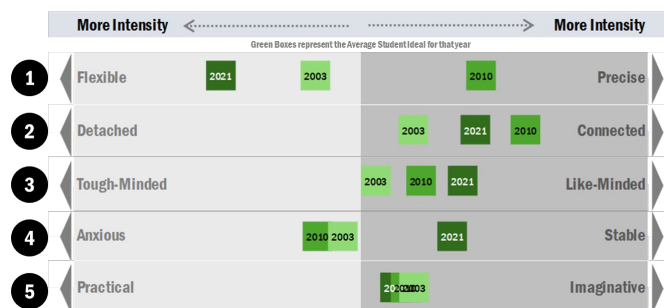 More Intensity More Intensity
Green Boxes represent the Average Student Ideal for that year
1 Flexible 2021 2003 2010 Precise
2 Detached 2003 2021 2010 Connected
3 Tough-Minded 2003 2010 2021 Like-Minded
4 Anxious 2010 2003 2021 Stable
5 Practical 2003 Imaginative